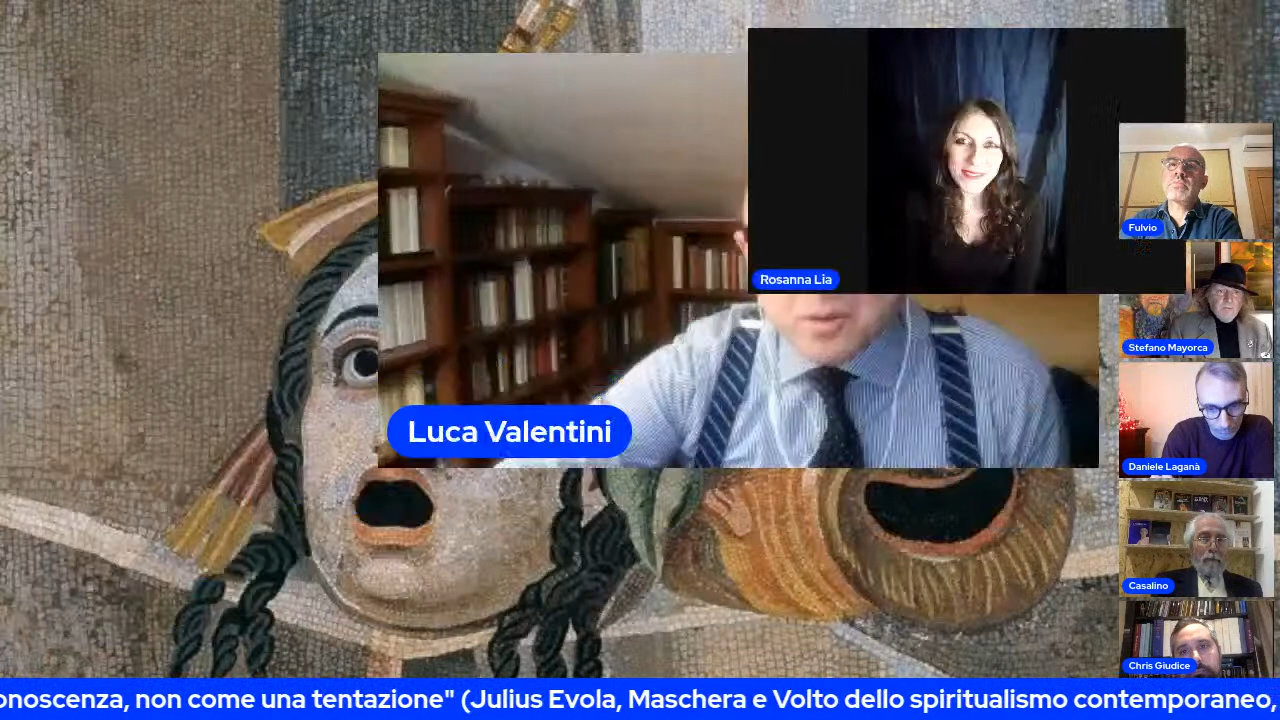 Rosanna Lia
Fulvio
Stefano Mayorca
Luca Valentini
Daniele Laganà
Casalino
Chris Giudice
onoscenza, non come una tentazione" (Julius Evola, Maschera e Volto dello spiritualismo contemporaneo,